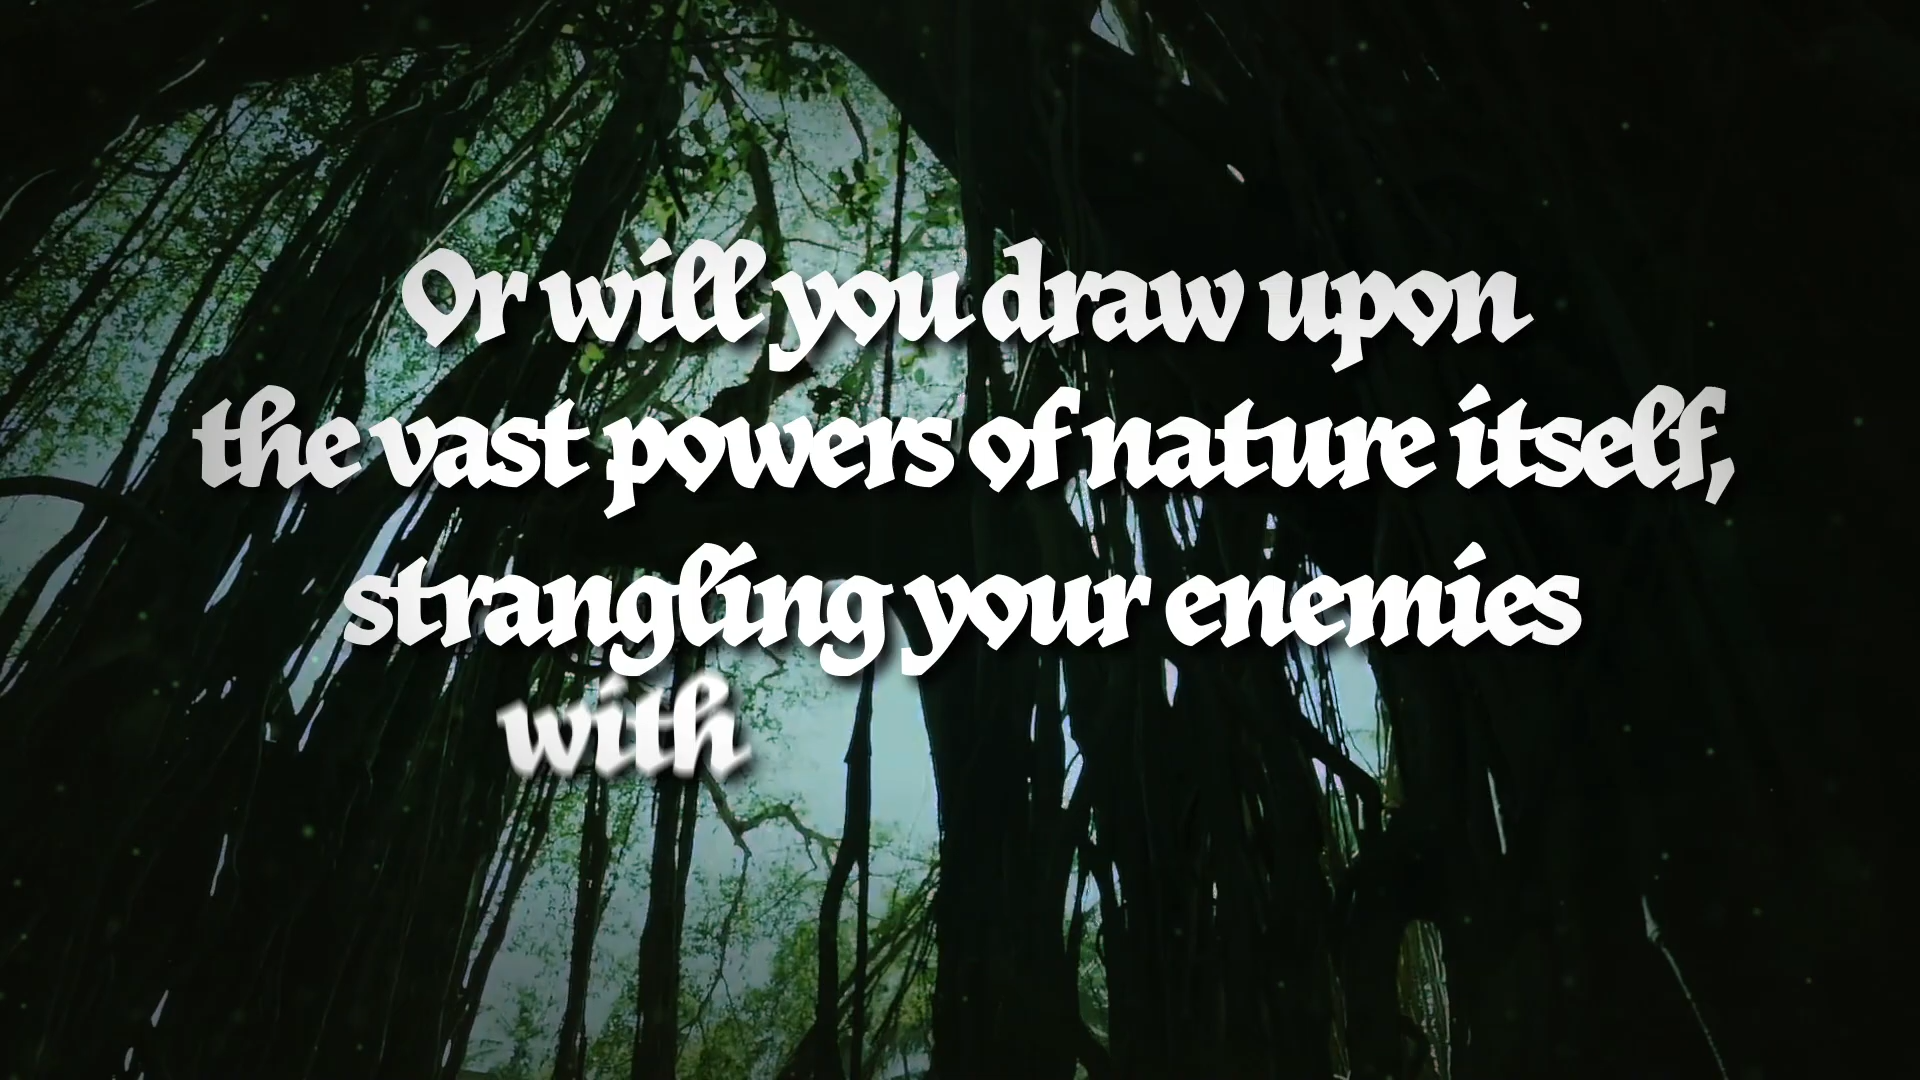 Or will you draw upon
the vast powers of nature itself,
strangling your enemies
with